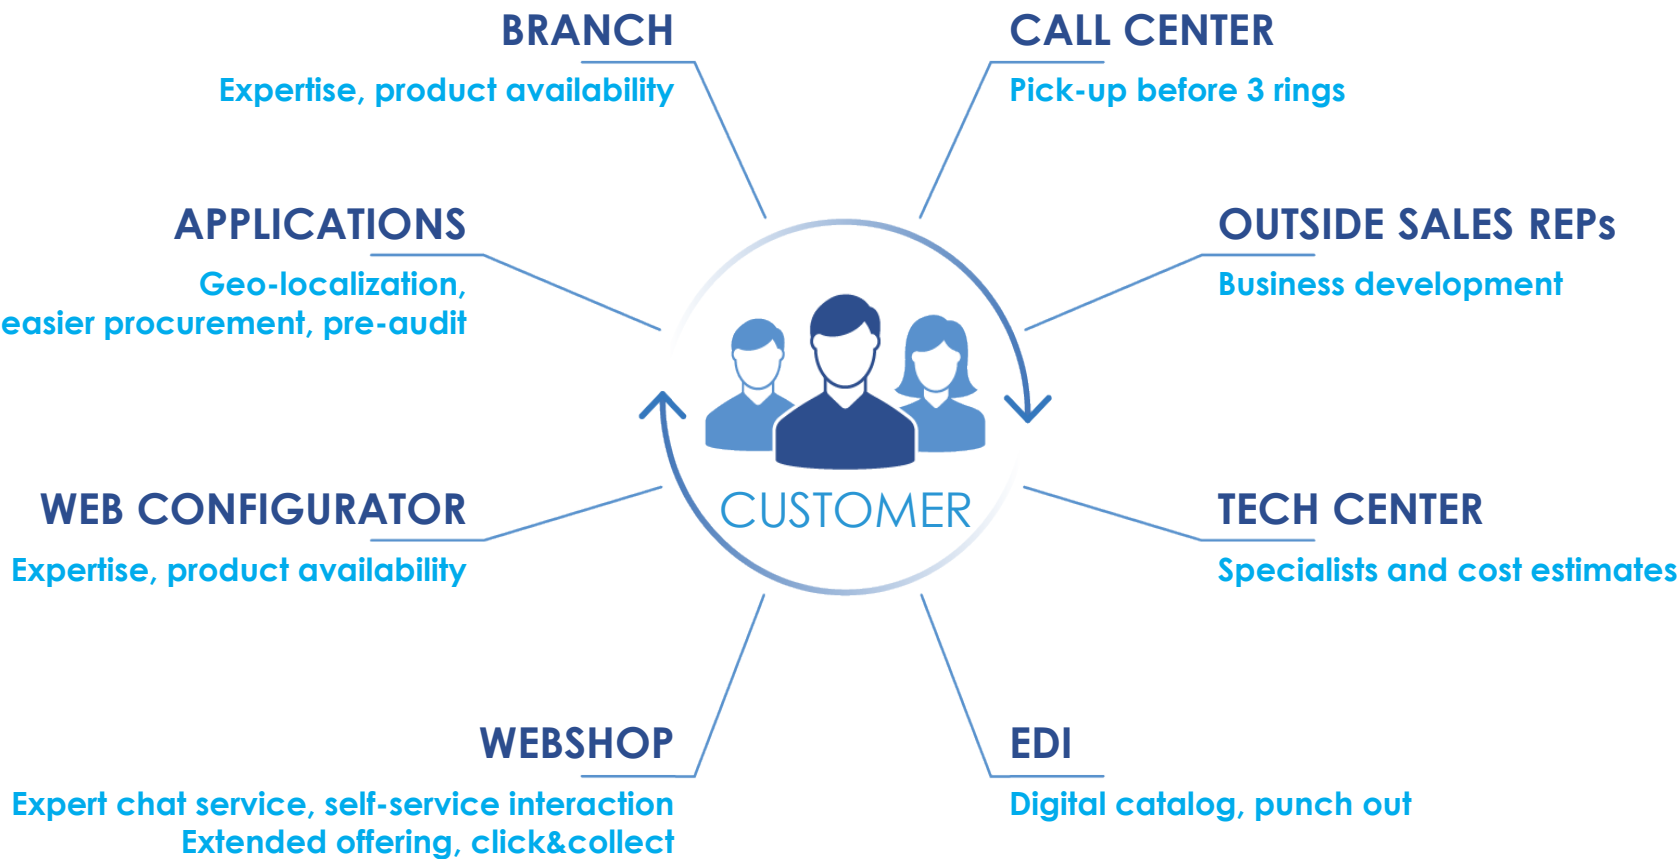 BRANCH
Expertise, product availability
CALL CENTER
Pick-up before 3 rings
APPLICATIONS
Geo-localization,
easier procurement, pre-audit
OUTSIDE SALES REPs
Business development
CUSTOMER
WEB CONFIGURATOR
Expertise, product availability
TECH CENTER
Specialists and cost estimates
WEBSHOP
Expert chat service, self-service interaction
Extended offering, click&collect
EDI
Digital catalog, punch out